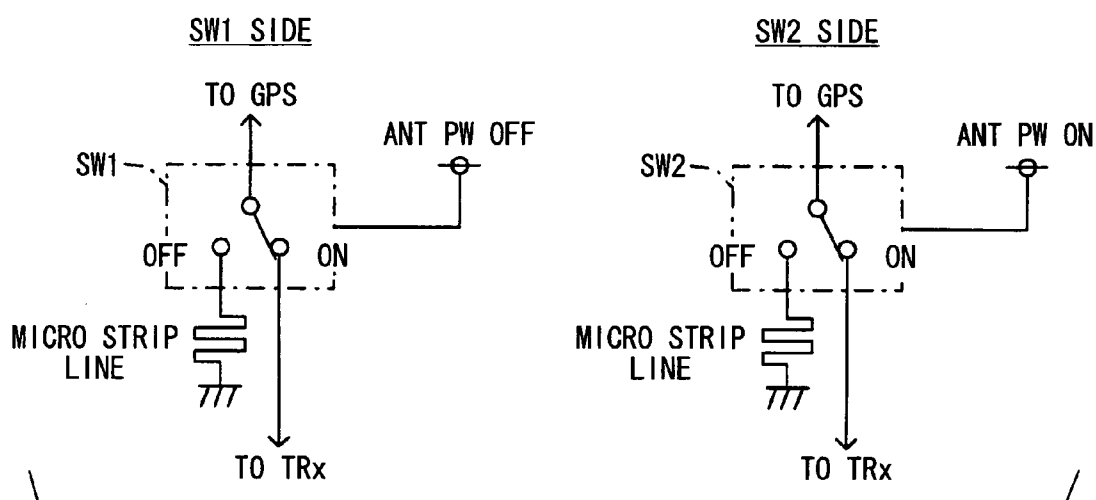 SW1 SIDE
TO GPS
ANT PW OFF
SW1
OFF
ON
MICRO STRIP
LINE
TO TRx
SW2 SIDE
TO GPS
ANT PW ON
SW2
OFF
ON
MICRO STRIP
LINE
TO TRx